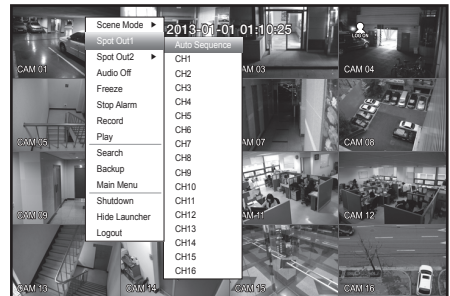 Scene Mode
2013-01-01 01:10:25
LOG ON
Spot Out1
Auto Sequence
CAM 01
CAM 03
CAM 04
Spot Out2
Audio Off
Freeze
Stop Alarm
Record
Play
Search
Backup
Main Menu
Shutdown
Hide Launcher
Logout
CH1
CH2
CH3
CH4
CH5
CH6
CH7
CH8
CH9
CH10
CH11
CH12
CH13
CH14
CH15
CH16
CAM 05
CAM 07
CAM 08
CAM 09
CAM 11
CAM 12
CAM 13
CAM 14
CAM 15
CAM 16